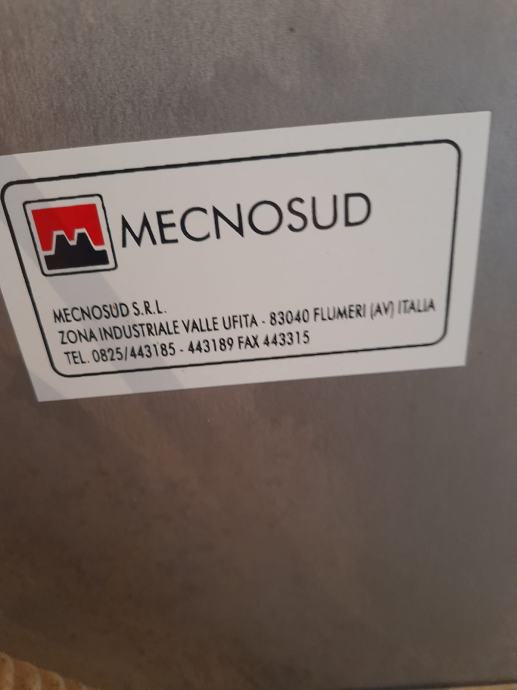 MECNOSUD
MECNOSUD S.R.L.
ZONA INDUSTRIALE VALLE UFITA - 83040 FLUMERI (AV) ITALIA
TEL. 0825/443185 - 443189 FAX 443315